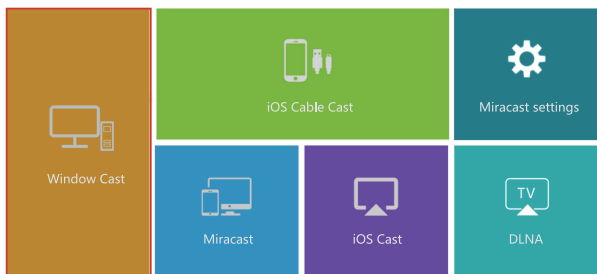 iOS Cable Cast
Miracast settings
Window Cast
Miracast
iOS Cast
TV
DLNA